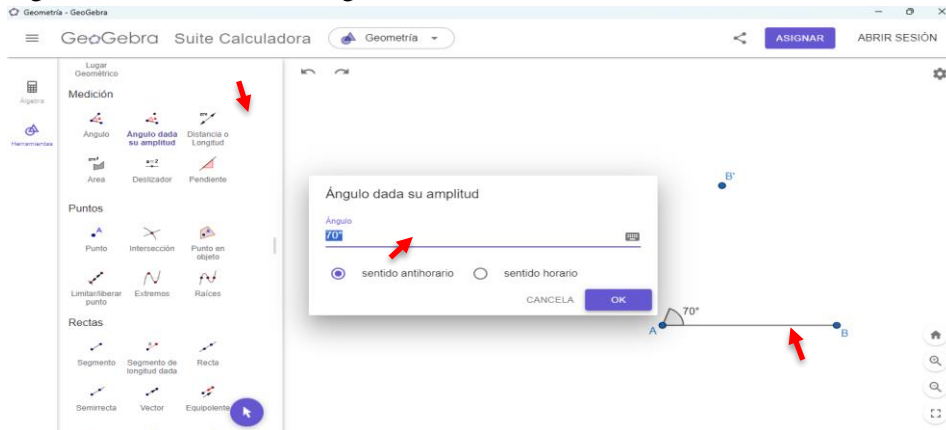 Geometría - GeoGebra
GeoGebra Suite Calculadora
Geometría
ASIGNAR
ABRIR SESIÓN
Álgebra
Herramientas
Lugar
Geométrico
Medición
Ángulo
Ángulo dada
su amplitud
Distancia o
Longitud
Área
Deslizador
Pendiente
Puntos
Punto
Intersección
Punto en
objeto
Limitar/liberar
punto
Extremos
Raíces
Rectas
Segmento
Segmento de
longitud dada
Recta
Semirrecta
Vector
Equipolente
Ángulo dada su amplitud
Ángulo
70°
sentido antihorario
sentido horario
CANCELA
OK
B'
70°
A
B